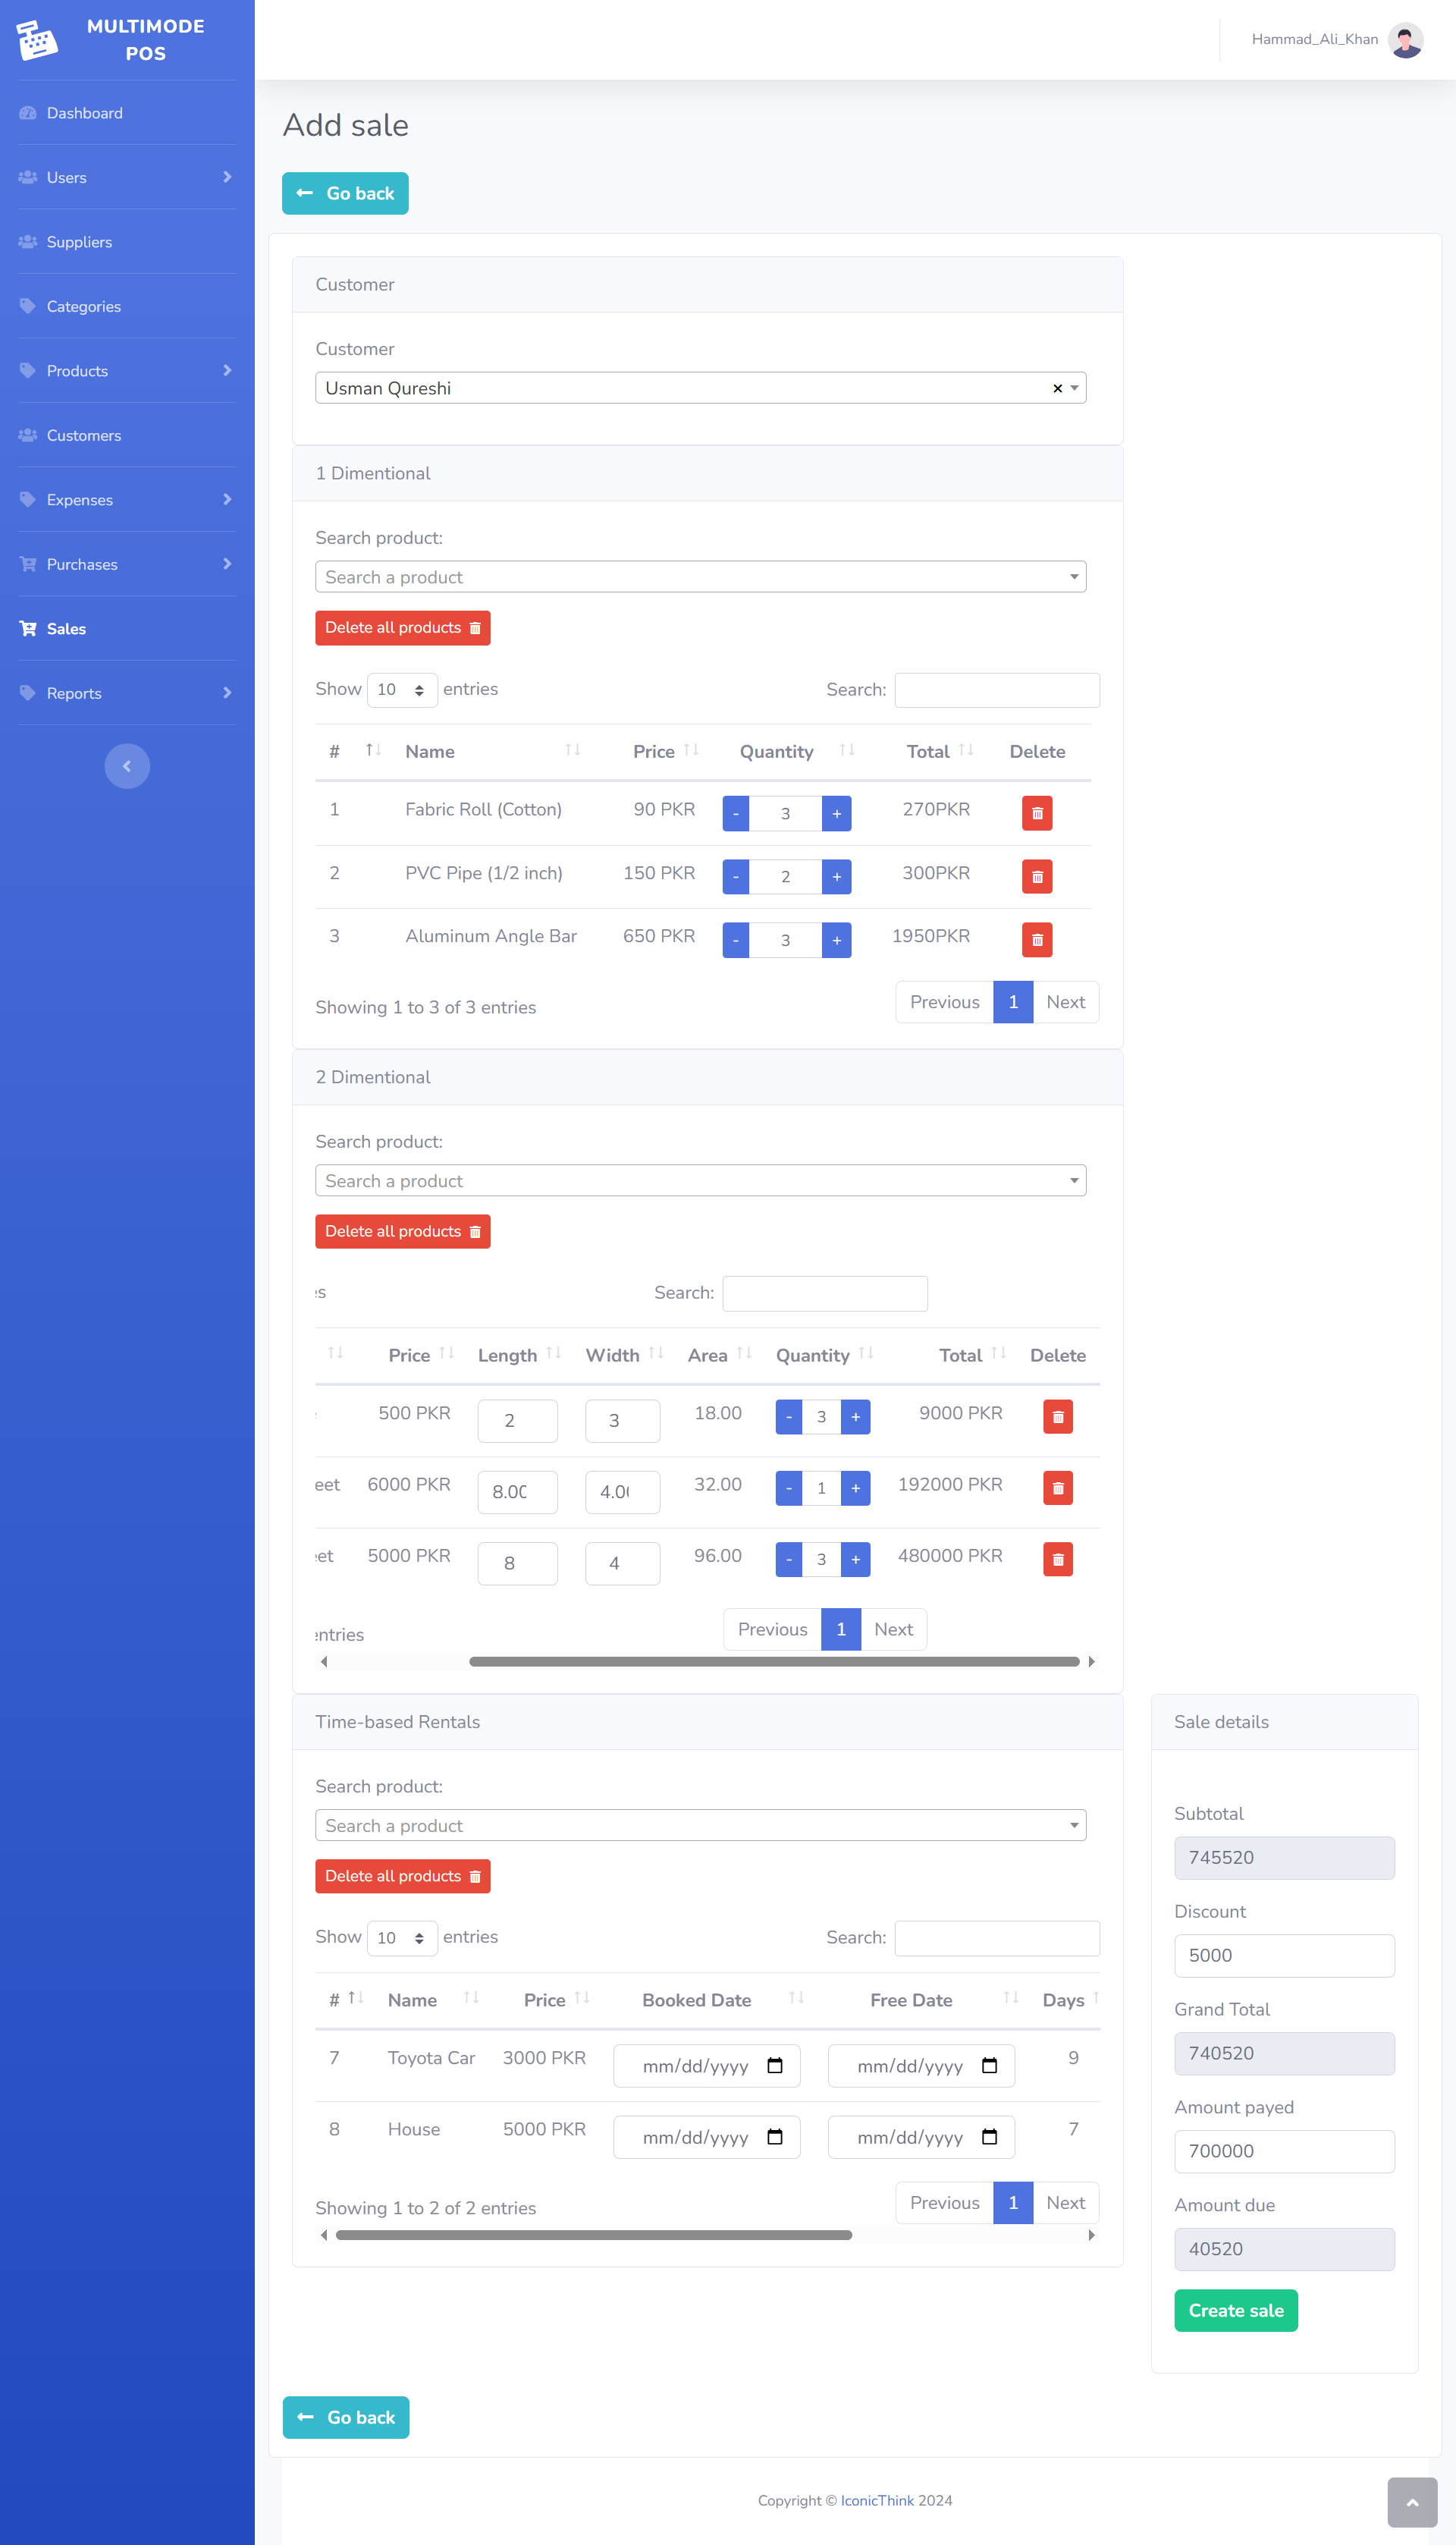 MULTIMODE
POS
Hammad_Ali_Khan
Dashboard
Users
Suppliers
Categories
Products
Customers
Expenses
Purchases
Sales
Reports
Add sale
Go back
Customer
Customer
Usman Qureshi × 
1 Dimentional
Search product:
Search a product
Delete all products
Show 10 entries Search:
# Name Price Quantity Total Delete
1 Fabric Roll (Cotton) 90 PKR - 3 + 270PKR
2 PVC Pipe (1/2 inch) 150 PKR - 2 + 300PKR
3 Aluminum Angle Bar 650 PKR - 3 + 1950PKR
Showing 1 to 3 of 3 entries Previous 1 Next
2 Dimentional
Search product:
Search a product
Delete all products
es Search:
Price Length Width Area Quantity Total Delete
500 PKR 2 3 18.00 - 3 + 9000 PKR
eet 6000 PKR 8.00 4.00 32.00 - 1 + 192000 PKR
eet 5000 PKR 8 4 96.00 - 3 + 480000 PKR
entries Previous 1 Next
Time-based Rentals
Search product:
Search a product
Delete all products
Show 10 entries Search:
# Name Price Booked Date Free Date Days
7 Toyota Car 3000 PKR mm/dd/yyyy mm/dd/yyyy 9
8 House 5000 PKR mm/dd/yyyy mm/dd/yyyy 7
Showing 1 to 2 of 2 entries Previous 1 Next
Sale details
Subtotal
745520
Discount
5000
Grand Total
740520
Amount payed
700000
Amount due
40520
Create sale
Go back
Copyright © IconicThink 2024